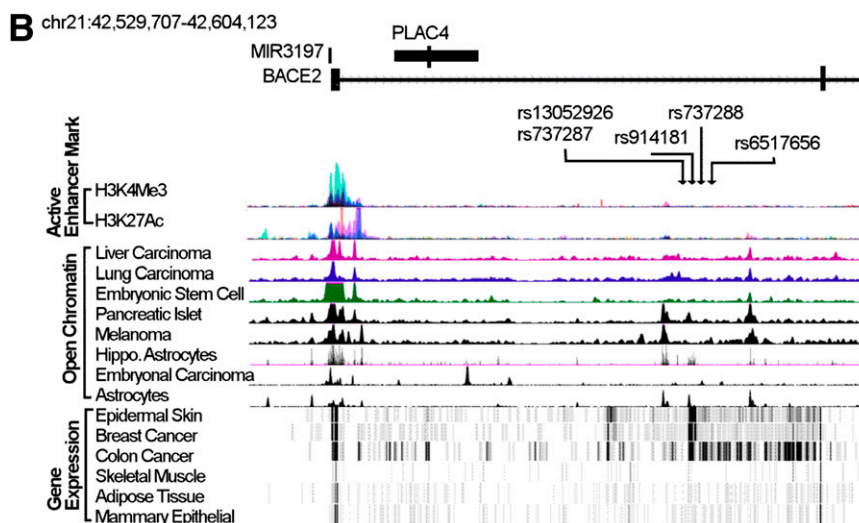 B chr21:42,529,707-42,604,123
PLAC4
MIR3197
BACE2
rs13052926 rs737288
rs737287 rs914181 rs6517656
Active Enhancer Mark
H3K4Me3
H3K27Ac
Open Chromatin
Liver Carcinoma
Lung Carcinoma
Embryonic Stem Cell
Pancreatic Islet
Melanoma
Hippo. Astrocytes
Embryonal Carcinoma
Astrocytes
Gene Expression
Epidermal Skin
Breast Cancer
Colon Cancer
Skeletal Muscle
Adipose Tissue
Mammary Epithelial